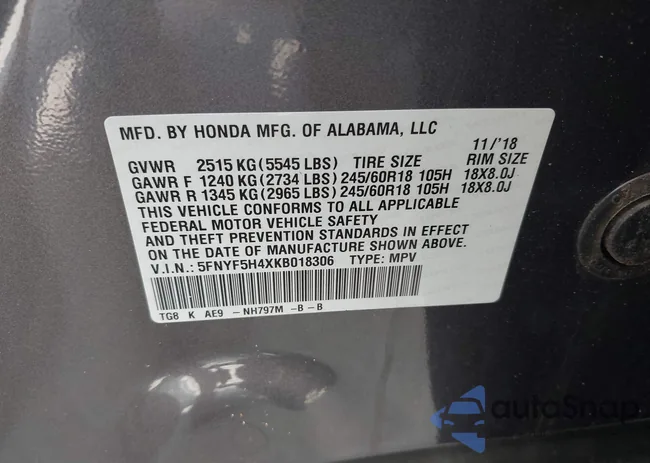 MFD. BY HONDA MFG. OF ALABAMA, LLC 11/'18
GVWR 2515 KG (5545 LBS) TIRE SIZE RIM SIZE
GAWR F 1240 KG (2734 LBS) 245/60R18 105H 18X8.0J
GAWR R 1345 KG (2965 LBS) 245/60R18 105H 18X8.0J
THIS VEHICLE CONFORMS TO ALL APPLICABLE
FEDERAL MOTOR VEHICLE SAFETY
AND THEFT PREVENTION STANDARDS IN EFFECT
ON THE DATE OF MANUFACTURE SHOWN ABOVE.
V.I.N.: 5FNYF5H4XKB018306 TYPE: MPV
TG8 K AE9 -NH797M -B -B
autoSnap